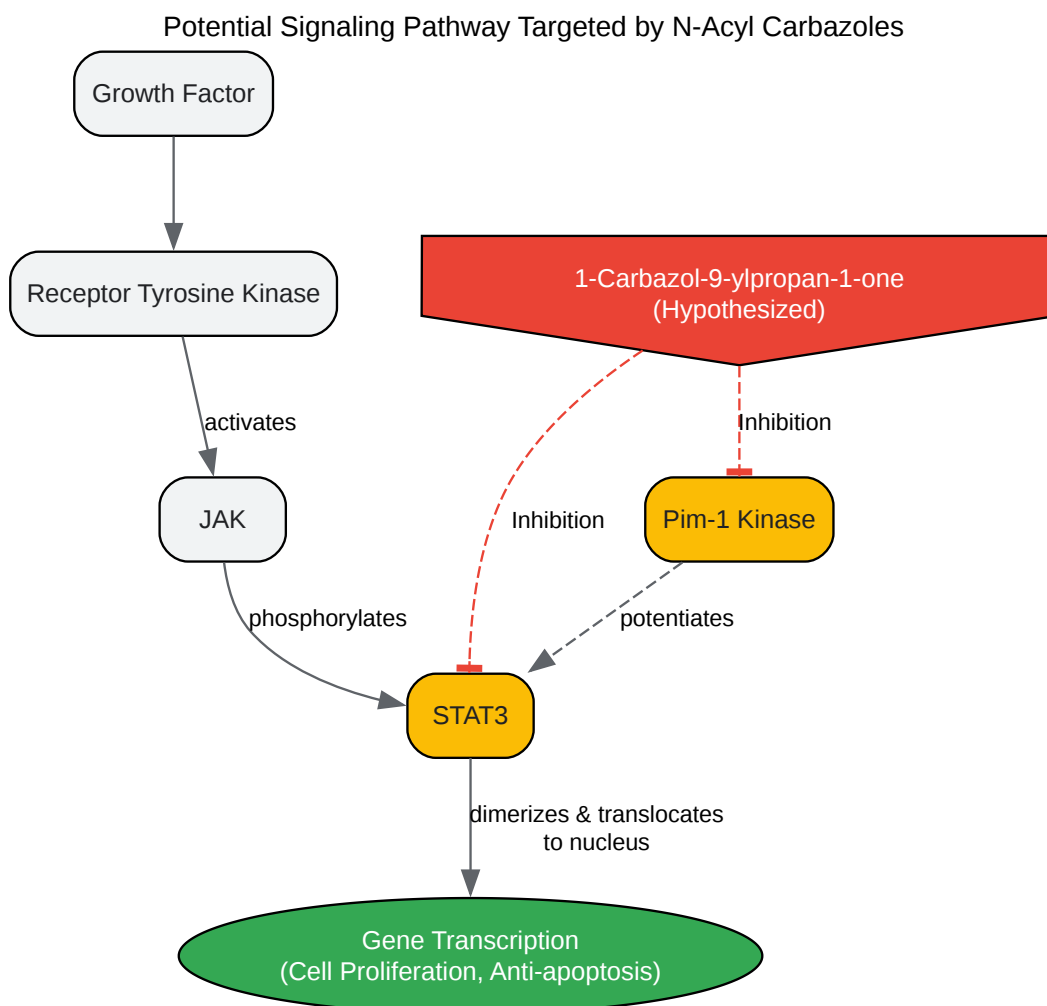 Potential Signaling Pathway Targeted by N-Acyl Carbazoles
Growth Factor
Receptor Tyrosine Kinase
1-Carbazol-9-ylpropan-1-one
(Hypothesized)
activates
Inhibition
JAK
Inhibition
Pim-1 Kinase
phosphorylates
potentiates
STAT3
dimerizes & translocates
to nucleus
Gene Transcription
(Cell Proliferation, Anti-apoptosis)